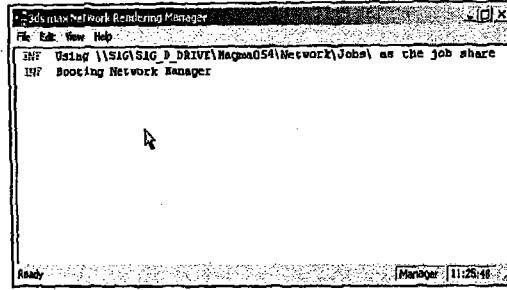 3ds max Network Rendering Manager
File Edit View Help
INF Using \\SIG\SIG_D_DRIVE\Magma054\Network\Jobs\ as the job share
INF Booting Network Manager
Ready Manager 11:25:48